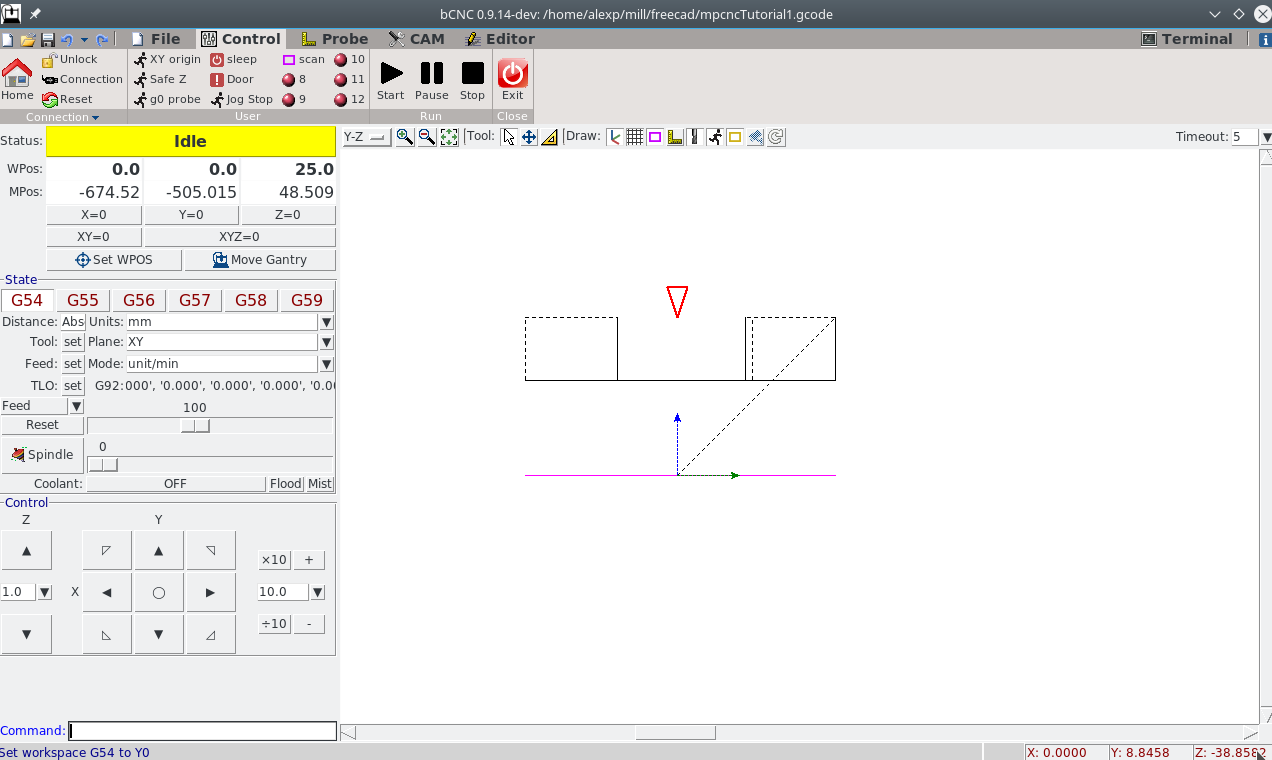 bCNC 0.9.14-dev: /home/alexp/mill/freecad/mpcncTutorial1.gcode
File Control Probe CAM Editor Terminal
Unlock XY origin sleep scan 10
Connection Safe Z Door 8 11
Home Reset g0 probe Jog Stop 9 12 Start Pause Stop Exit
Connection User Run Close
Status: Idle Y-Z Tool: Draw: Timeout: 5
WPos: 0.0 0.0 25.0
MPos: -674.52 -505.015 48.509
X=0 Y=0 Z=0
XY=0 XYZ=0
Set WPOS Move Gantry
State
G54 G55 G56 G57 G58 G59
Distance: Abs Units: mm
Tool: set Plane: XY
Feed: set Mode: unit/min
TLO: set G92:000', '0.000', '0.000', '0.000', '0.00
Feed 100
Reset
Spindle 0
Coolant: OFF Flood Mist
Control
Z Y
×10 +
1.0 X 10.0
÷10 -
Command:
Set workspace G54 to Y0 X: 0.0000 Y: 8.8458 Z: -38.8582